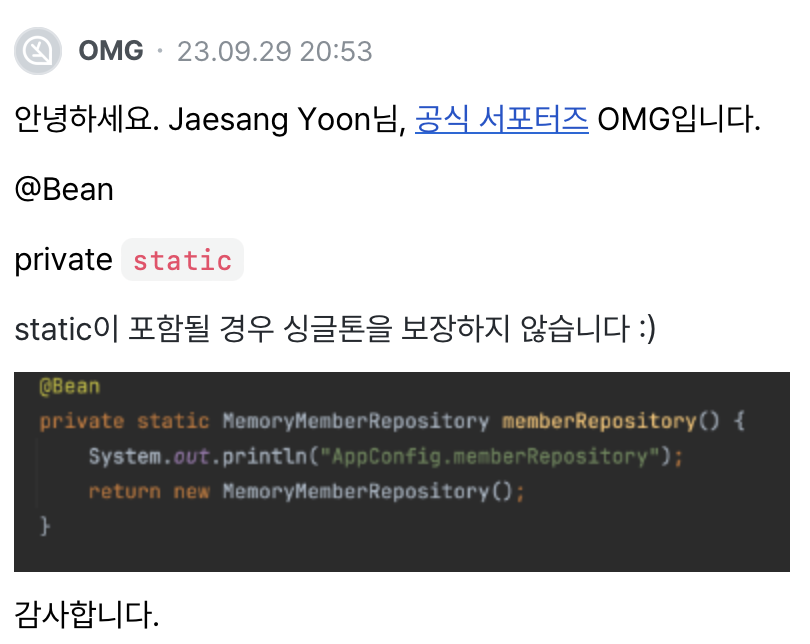 OMG · 23.09.29 20:53
안녕하세요. Jaesang Yoon님, 공식 서포터즈 OMG입니다.
@Bean
private static
static이 포함될 경우 싱글톤을 보장하지 않습니다 :)
@Bean
private static MemoryMemberRepository memberRepository() {
    System.out.println("AppConfig.memberRepository");
    return new MemoryMemberRepository();
}
감사합니다.